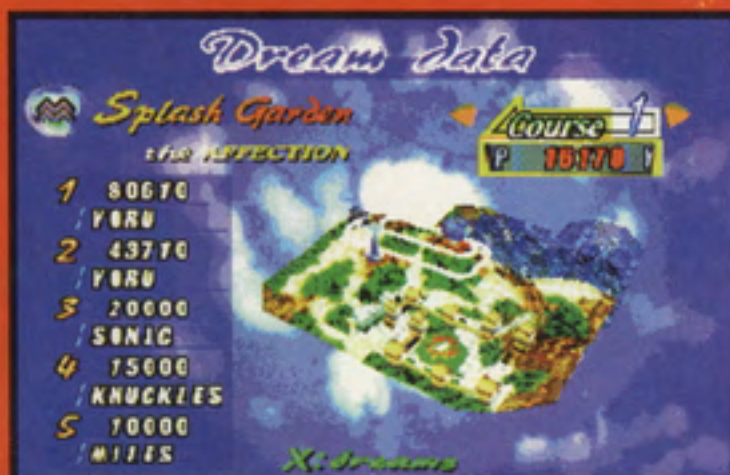 Dream data
Splash Garden
the AFFECTION
Course 1
P
1 80610
YORU
2 43710
YORU
3 20000
SONIC
4 15000
KNUCKLES
5 10000
MILES
X: dreams